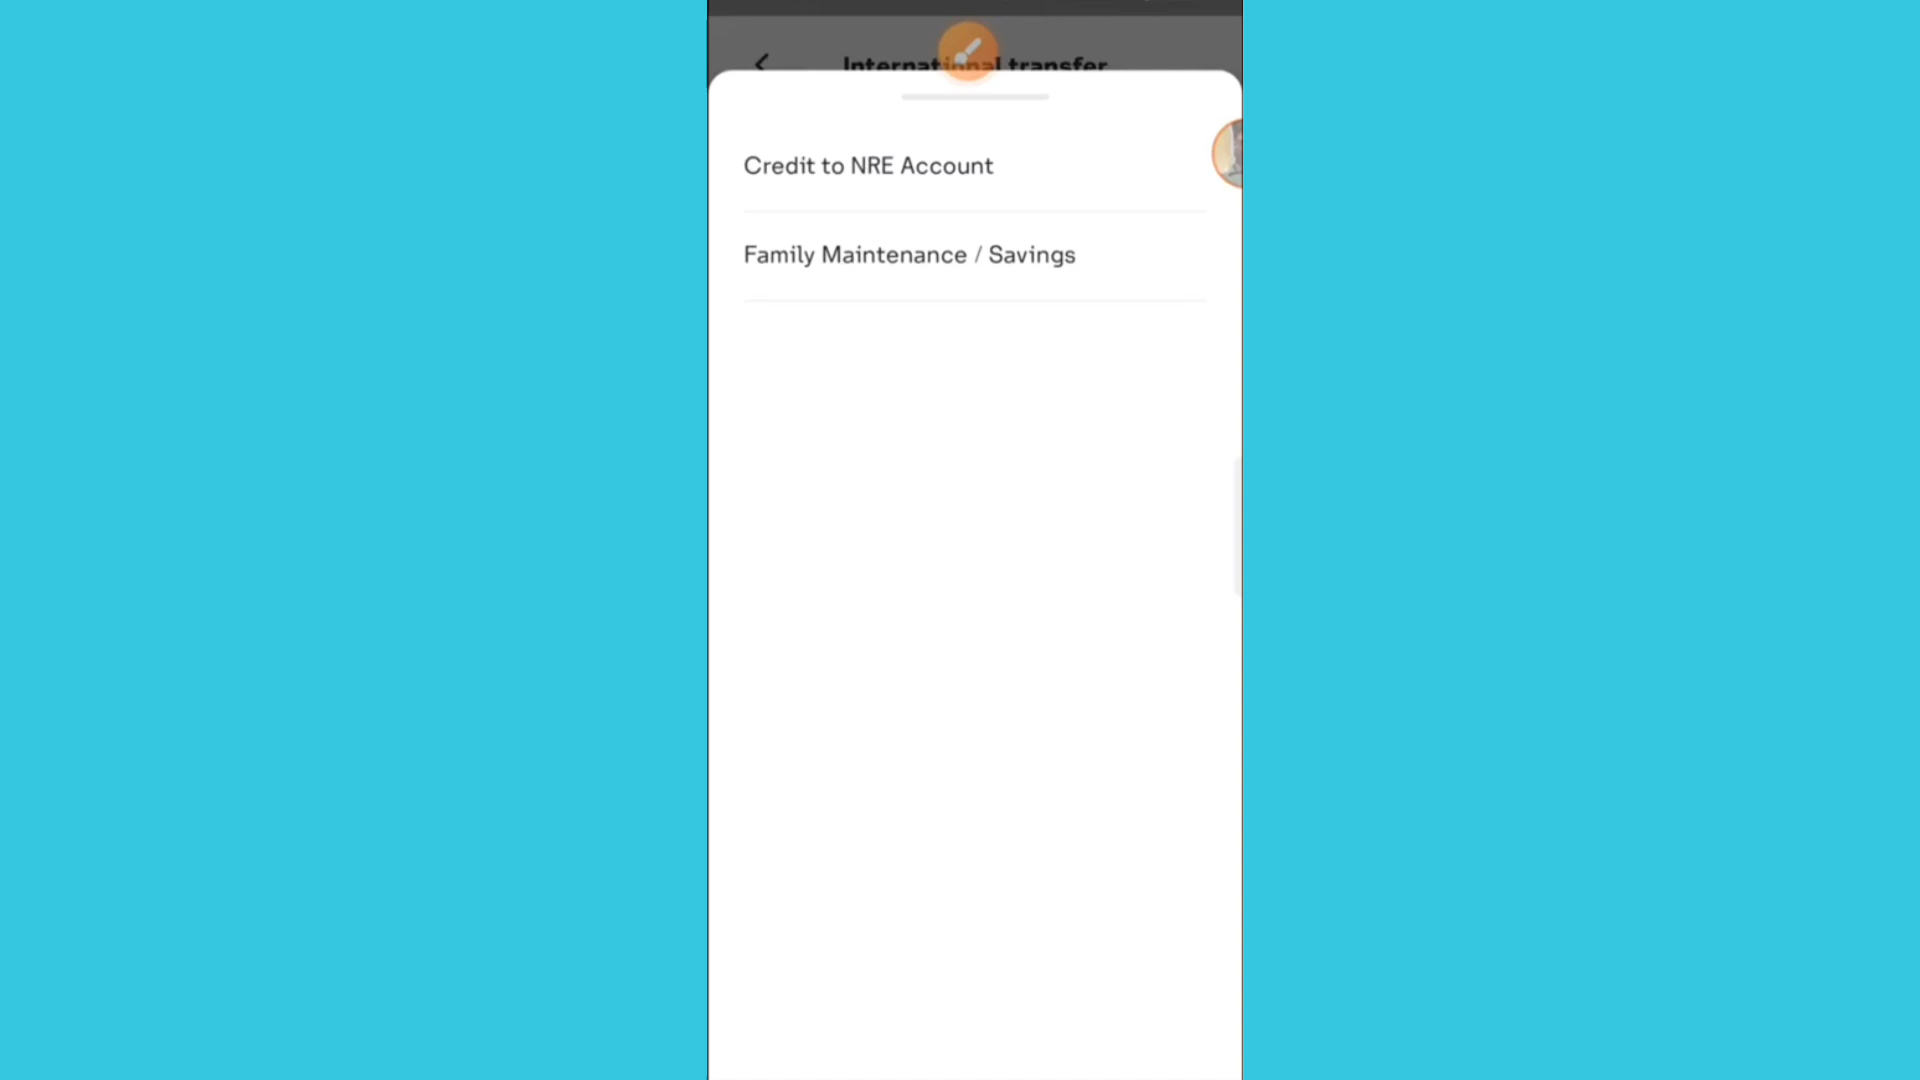 International transfer
Credit to NRE Account
Family Maintenance / Savings